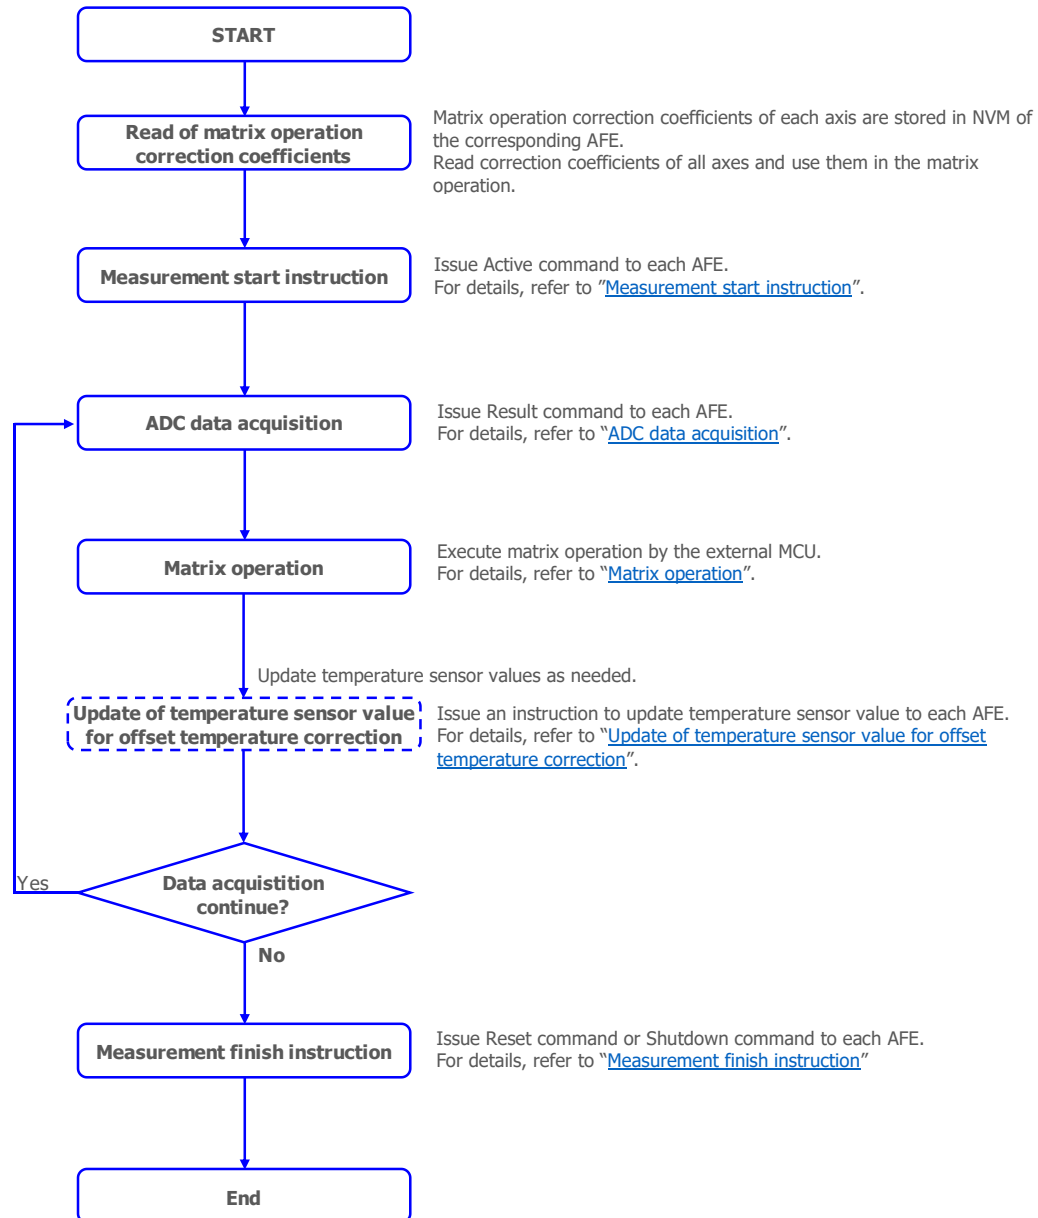 START
Read of matrix operation
correction coefficients
Matrix operation correction coefficients of each axis are stored in NVM of
the corresponding AFE.
Read correction coefficients of all axes and use them in the matrix
operation.
Measurement start instruction
Issue Active command to each AFE.
For details, refer to ”Measurement start instruction”.
ADC data acquisition
Issue Result command to each AFE.
For details, refer to “ADC data acquisition”.
Matrix operation
Execute matrix operation by the external MCU.
For details, refer to “Matrix operation”.
Update temperature sensor values as needed.
Update of temperature sensor value
for offset temperature correction
Issue an instruction to update temperature sensor value to each AFE.
For details, refer to “Update of temperature sensor value for offset
temperature correction”.
Data acquistition
continue?
Yes
No
Measurement finish instruction
Issue Reset command or Shutdown command to each AFE.
For details, refer to “Measurement finish instruction”
End